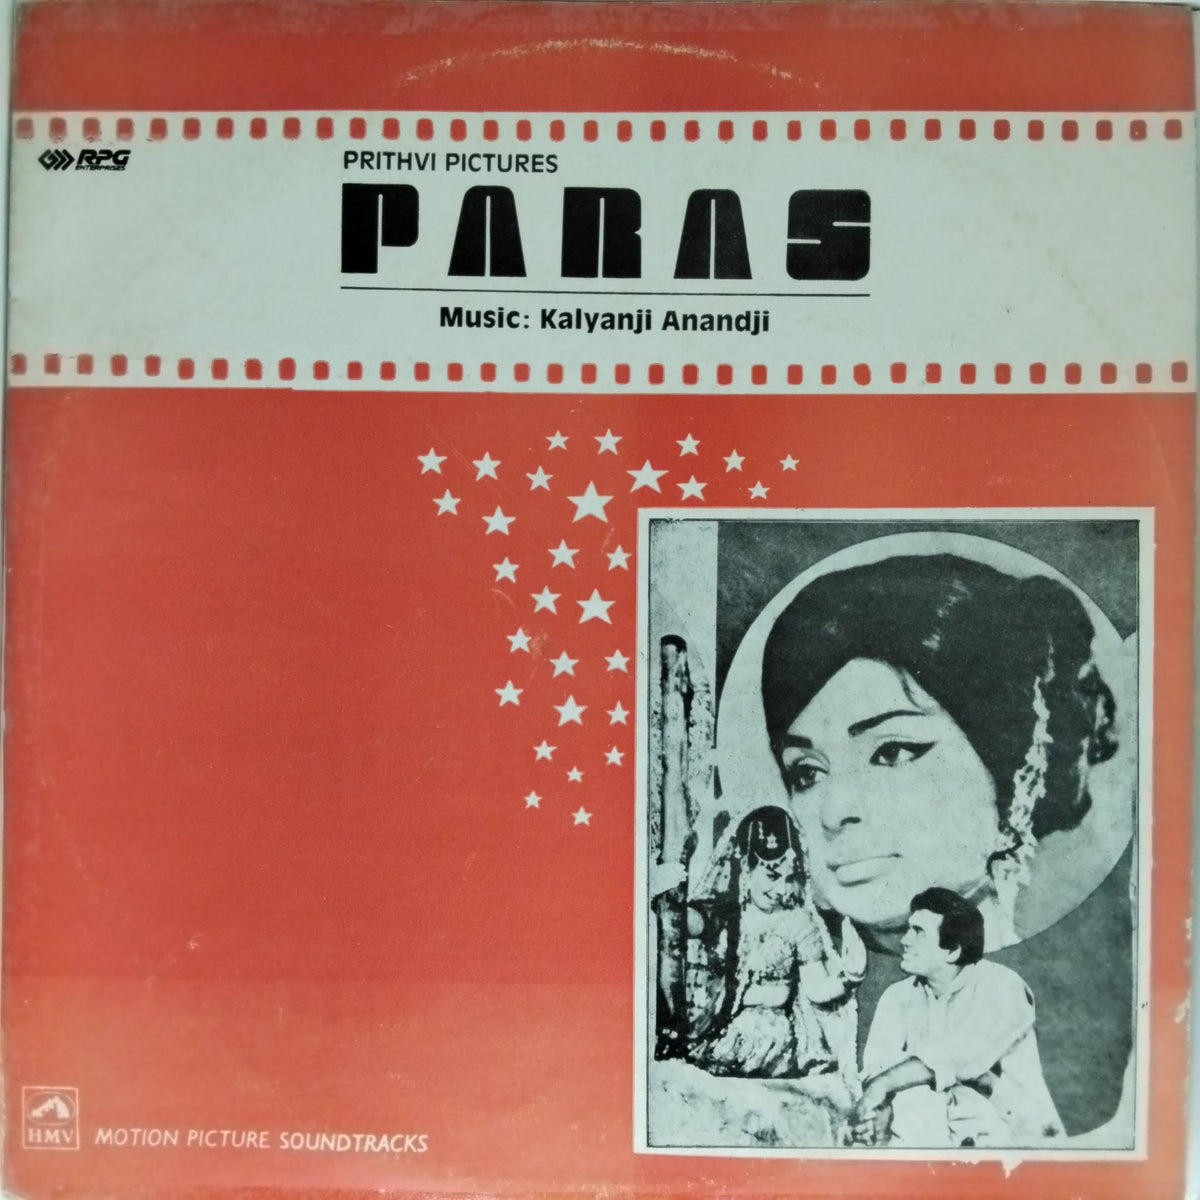 RPG
ENTERPRISES
PRITHVI PICTURES
PARAS
Music: Kalyanji Anandji
HMV
MOTION PICTURE SOUNDTRACKS